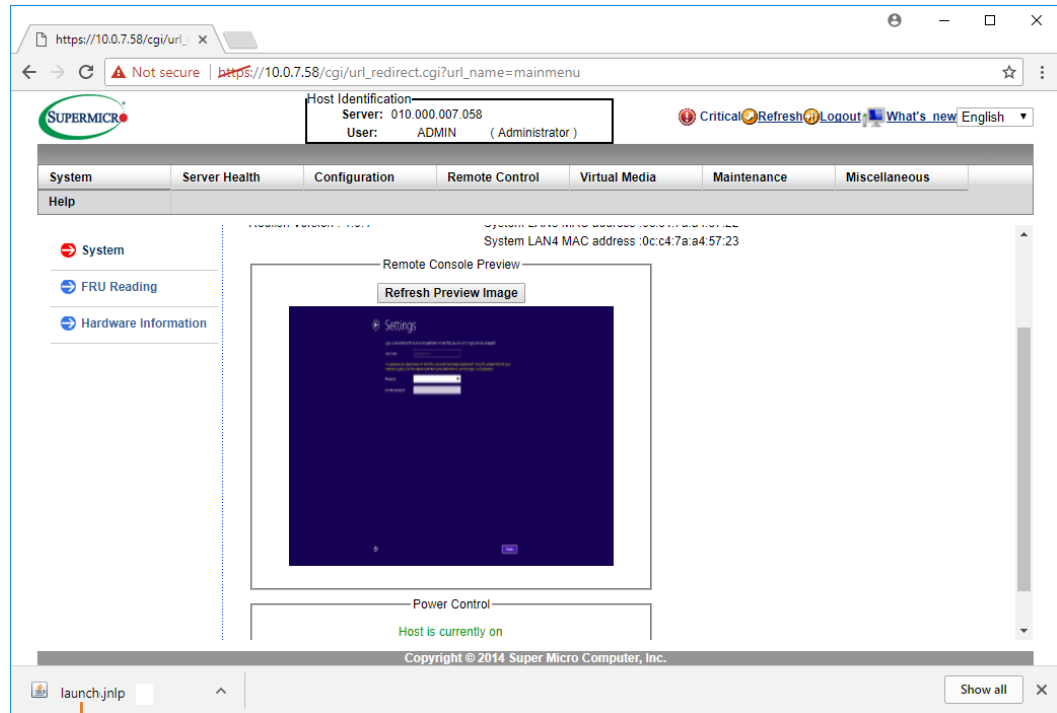 https://10.0.7.58/cgi/url_
Not secure | https://10.0.7.58/cgi/url_redirect.cgi?url_name=mainmenu
SUPERMICRO
Host Identification
Server: 010.000.007.058
User: ADMIN ( Administrator )
Critical Refresh Logout What's new English
System Server Health Configuration Remote Control Virtual Media Maintenance Miscellaneous
Help
System LAN4 MAC address :0c:c4:7a:a4:57:23
System
FRU Reading
Hardware Information
Remote Console Preview
Refresh Preview Image
Settings
Power Control
Host is currently on
Copyright © 2014 Super Micro Computer, Inc.
launch.jnlp
Show all